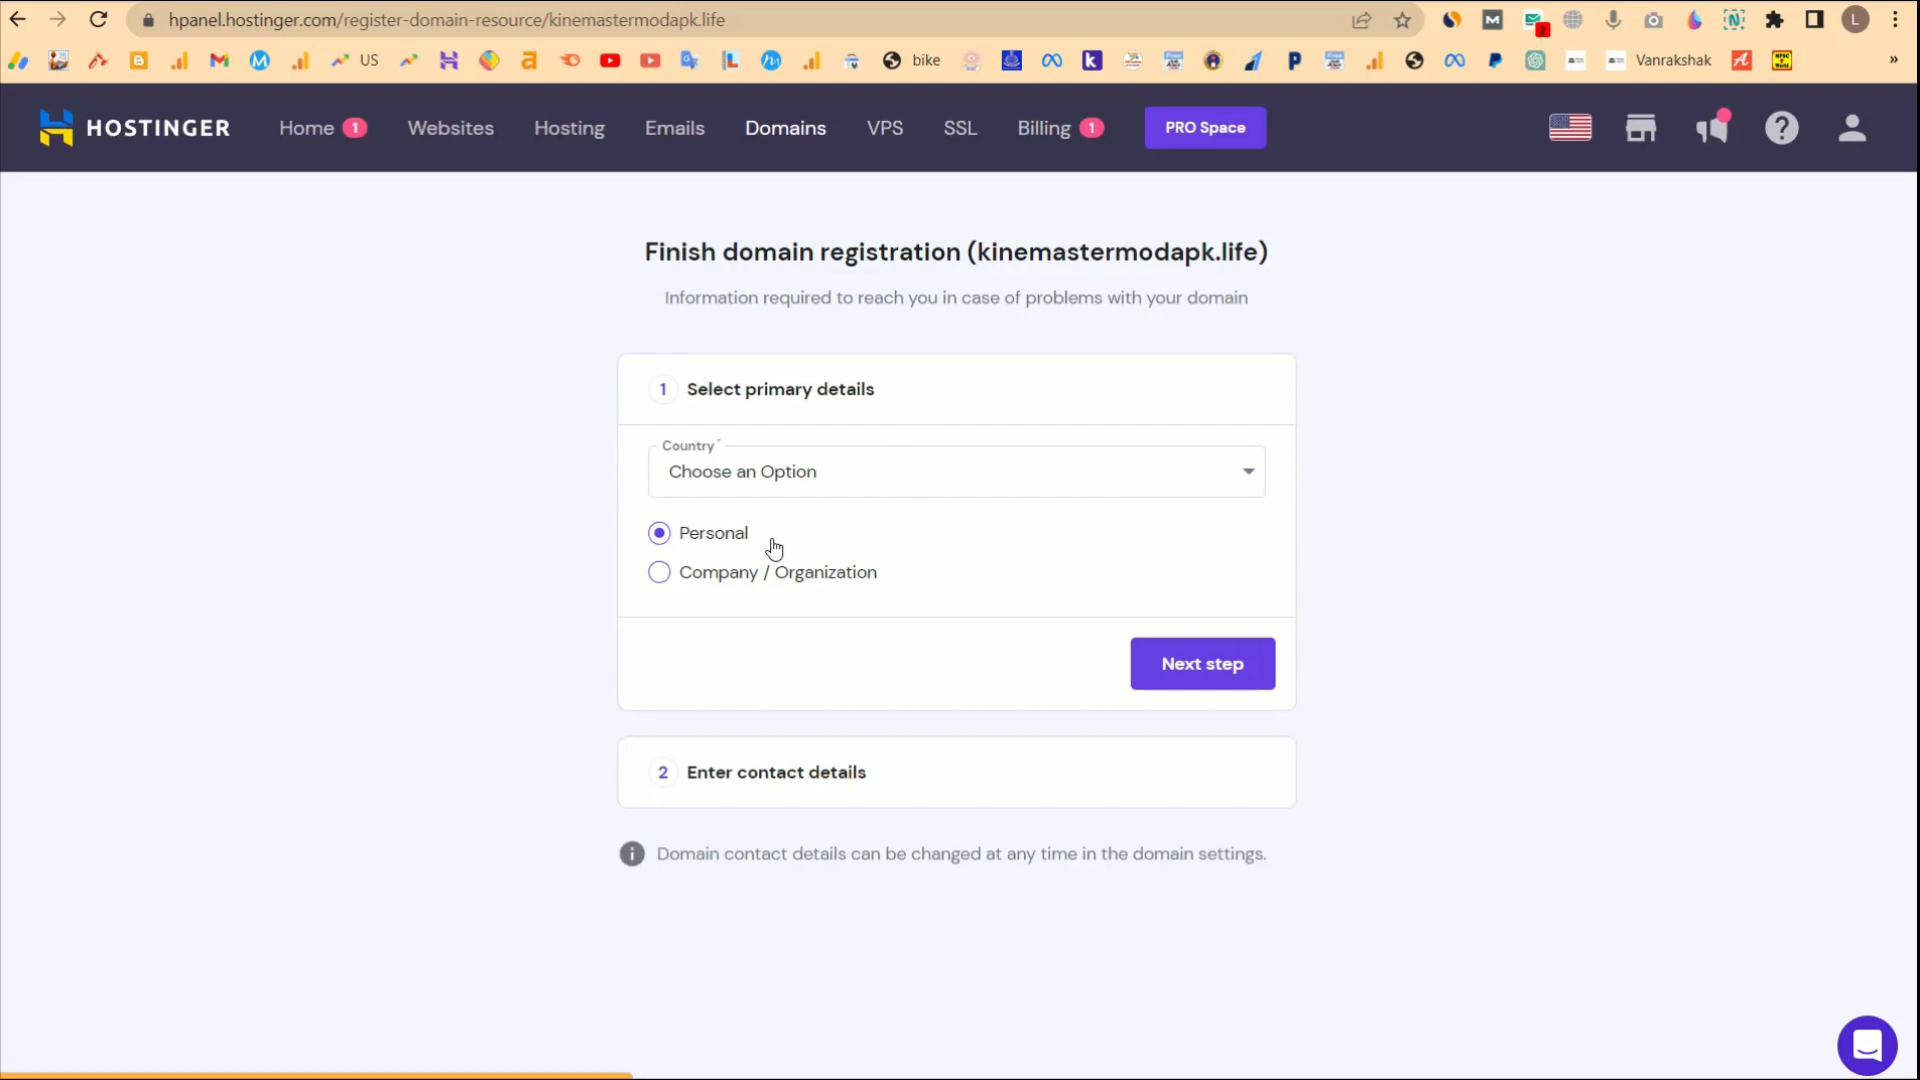 hpanel.hostinger.com/register-domain-resource/kinemastermodapk.life
2
L
US
bike
Vanrakshak
»
HOSTINGER
Home 1
Websites
Hosting
Emails
Domains
VPS
SSL
Billing 1
PRO Space
Finish domain registration (kinemastermodapk.life)
Information required to reach you in case of problems with your domain
1 Select primary details
Country*
Choose an Option
Personal
Company / Organization
Next step
2 Enter contact details
Domain contact details can be changed at any time in the domain settings.